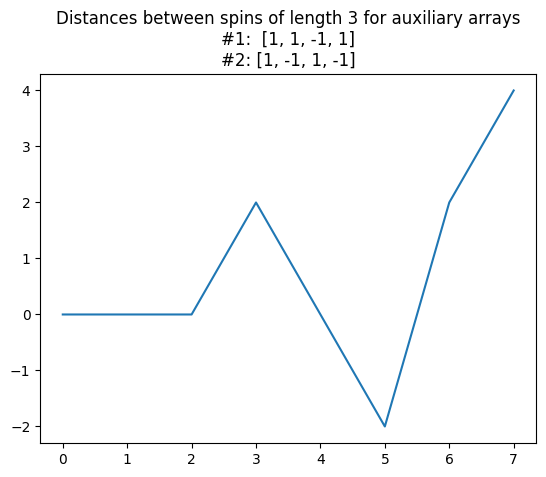 Distances between spins of length 3 for auxiliary arrays
#1:  [1, 1, -1, 1]
#2: [1, -1, 1, -1]
4
3
2
1
0
−1
−2
0 1 2 3 4 5 6 7